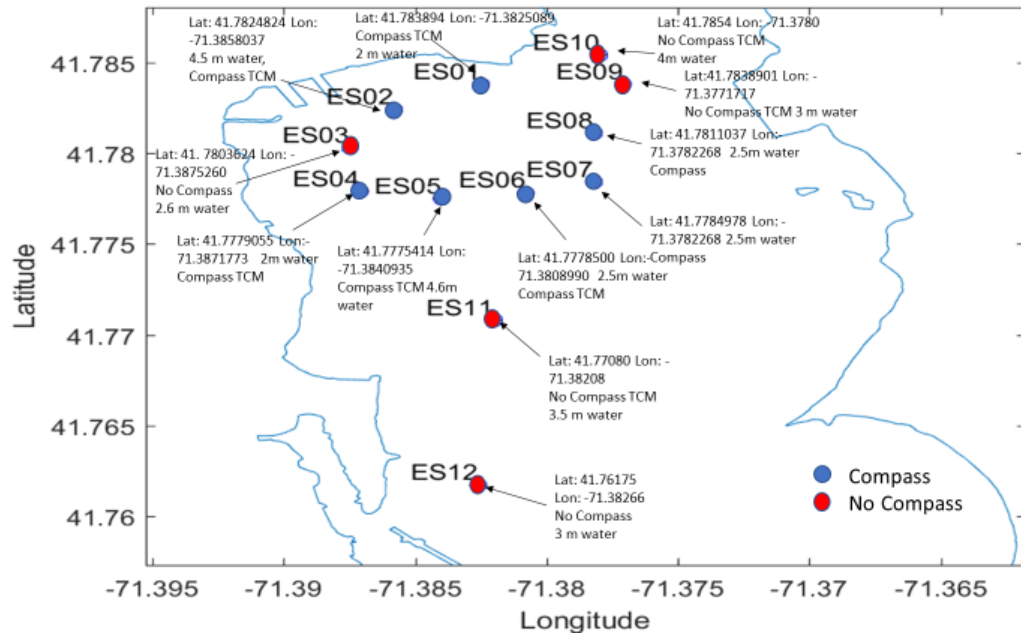 Lat: 41.7824824 Lon:
-71.3858037
4.5 m water,
Compass TCM
Lat: 41.783894 Lon: -71.3825089
Compass TCM
2 m water
Lat: 41.7854 Lon: -71.3780
No Compass TCM
4m water
ES10
ES09
ES01
ES02
Lat:41.7838901 Lon: -
71.3771717
No Compass TCM 3 m water
ES08
Lat: 41.7811037 Lon:-
71.3782268 2.5m water
Compass
ES03
Lat: 41. 7803624 Lon: -
71.3875260
No Compass
2.6 m water
ES04
ES05
ES06
ES07
Lat: 41.7784978 Lon: -
71.3782268 2.5m water
Compass
Lat: 41.7779055 Lon:-
71.3871773 2m water
Compass TCM
Lat: 41.7775414 Lon:
-71.3840935
Compass TCM 4.6m
water
Lat: 41.7778500 Lon:-
71.3808990 2.5m water
Compass TCM
ES11
Lat: 41.77080 Lon: -
71.38208
No Compass TCM
3.5 m water
ES12
Lat: 41.76175
Lon: -71.38266
No Compass
3 m water
Compass
No Compass
41.785
41.78
41.775
41.77
41.765
41.76
Latitude
-71.395
-71.39
-71.385
-71.38
-71.375
-71.37
-71.365
Longitude